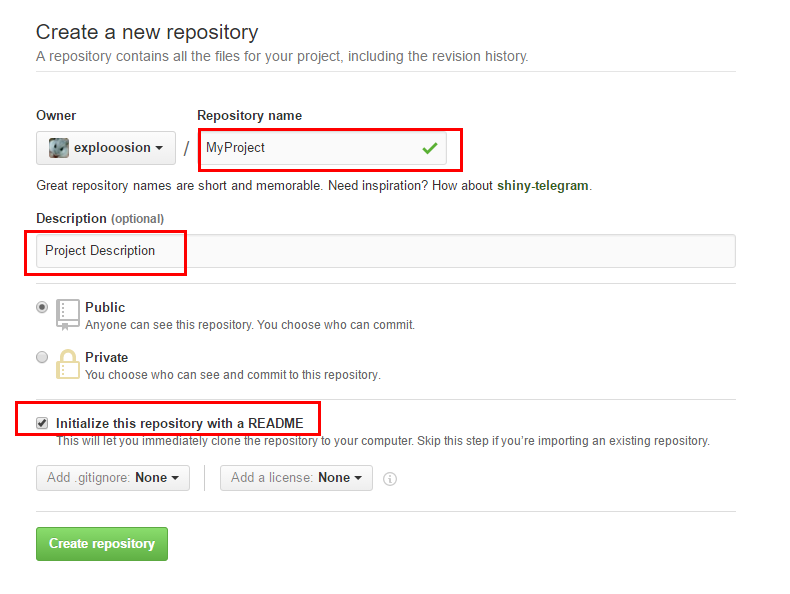 Create a new repository
A repository contains all the files for your project, including the revision history.
Owner Repository name
explooosion / MyProject
Great repository names are short and memorable. Need inspiration? How about shiny-telegram.
Description (optional)
Project Description
Public
Anyone can see this repository. You choose who can commit.
Private
You choose who can see and commit to this repository.
Initialize this repository with a README
This will let you immediately clone the repository to your computer. Skip this step if you’re importing an existing repository.
Add .gitignore: None Add a license: None
Create repository